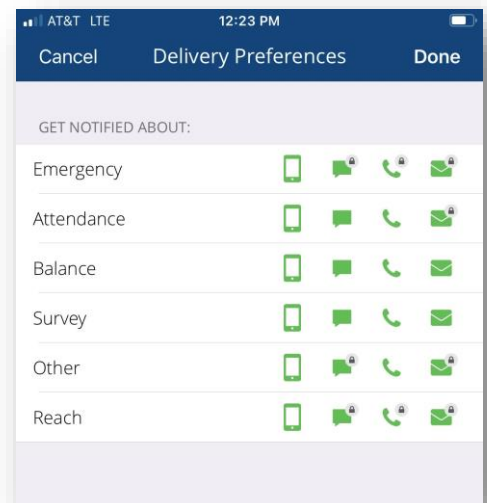 AT&T LTE 12:23 PM
Cancel Delivery Preferences Done
GET NOTIFIED ABOUT:
Emergency
Attendance
Balance
Survey
Other
Reach